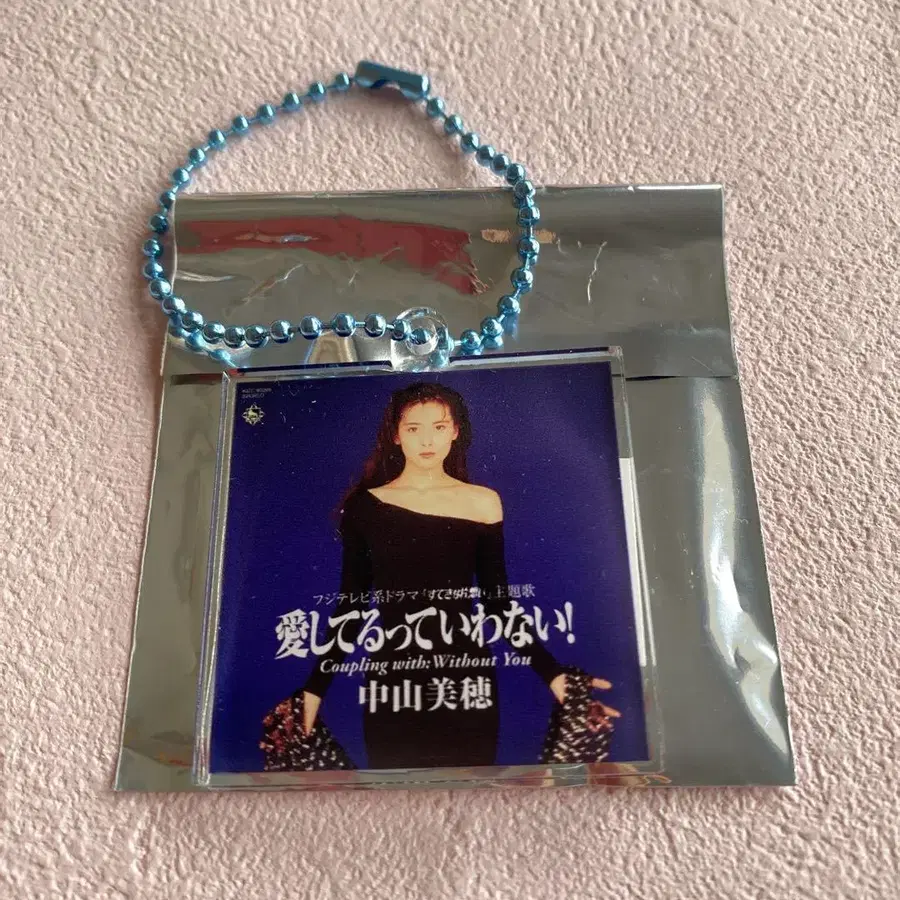 フジテレビ系ドラマ「すてきな片想い」主題歌
愛してるっていわない!
Coupling with: Without You
中山美穂